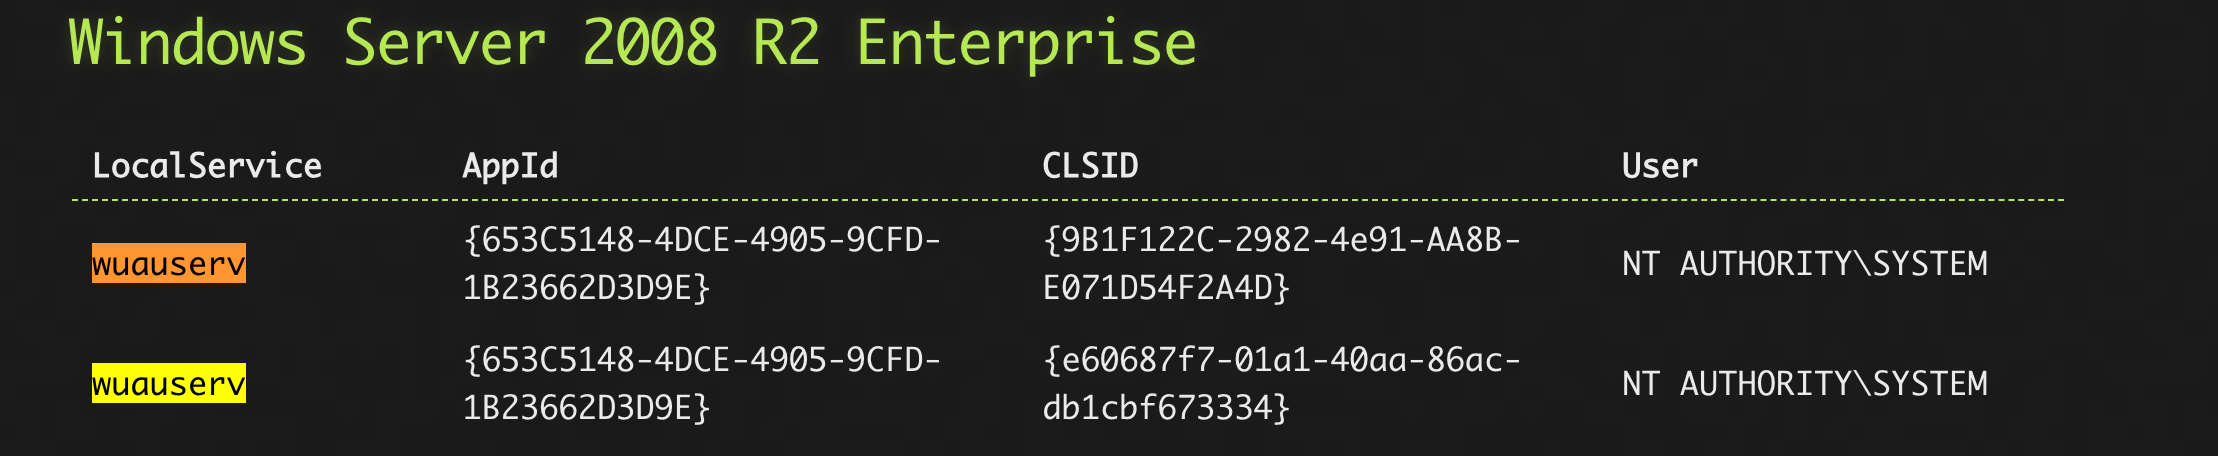 Windows Server 2008 R2 Enterprise
LocalService AppId CLSID User
wuauserv {653C5148-4DCE-4905-9CFD-1B23662D3D9E} {9B1F122C-2982-4e91-AA8B-E071D54F2A4D} NT AUTHORITY\SYSTEM
wuauserv {653C5148-4DCE-4905-9CFD-1B23662D3D9E} {e60687f7-01a1-40aa-86ac-db1cbf673334} NT AUTHORITY\SYSTEM